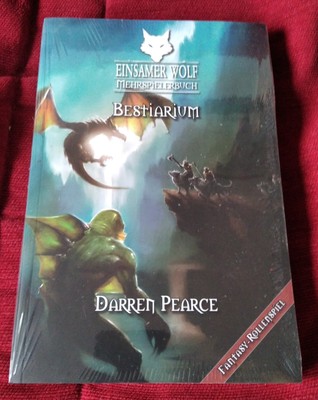 EINSAMER WOLF
MEHRSPIELERBUCH
BESTIARIUM
DARREN PEARCE
FANTASY-ROLLENSPIEL